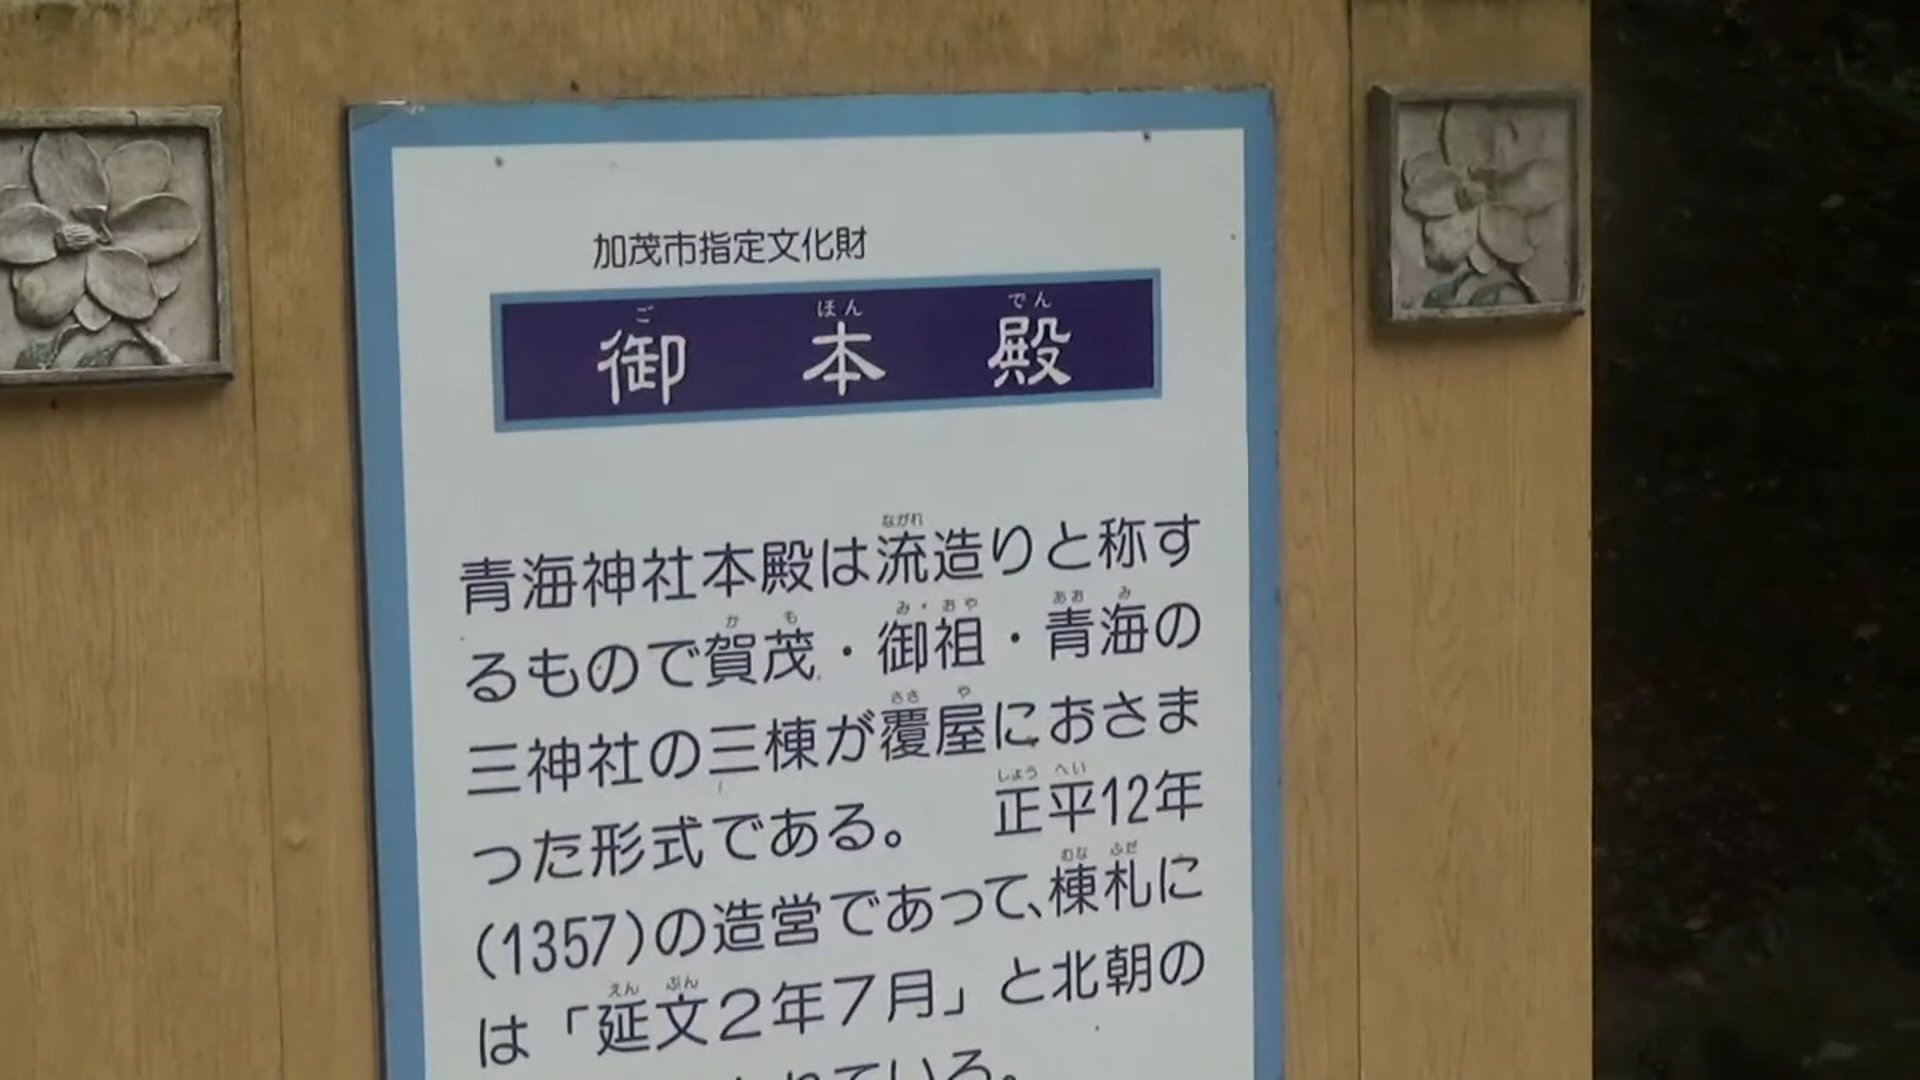 加茂市指定文化財
ご ほん でん
御本殿
ながれ
青海神社本殿は流造りと称す
か も み・おや あお み
るもので賀茂・御祖・青海の
ささ や
三神社の三棟が覆屋におさま
しょう へい
った形式である。 正平12年
むな ふだ
(1357)の造営であって、棟札に
えん ぶん
は「延文2年7月」と北朝の
ている。